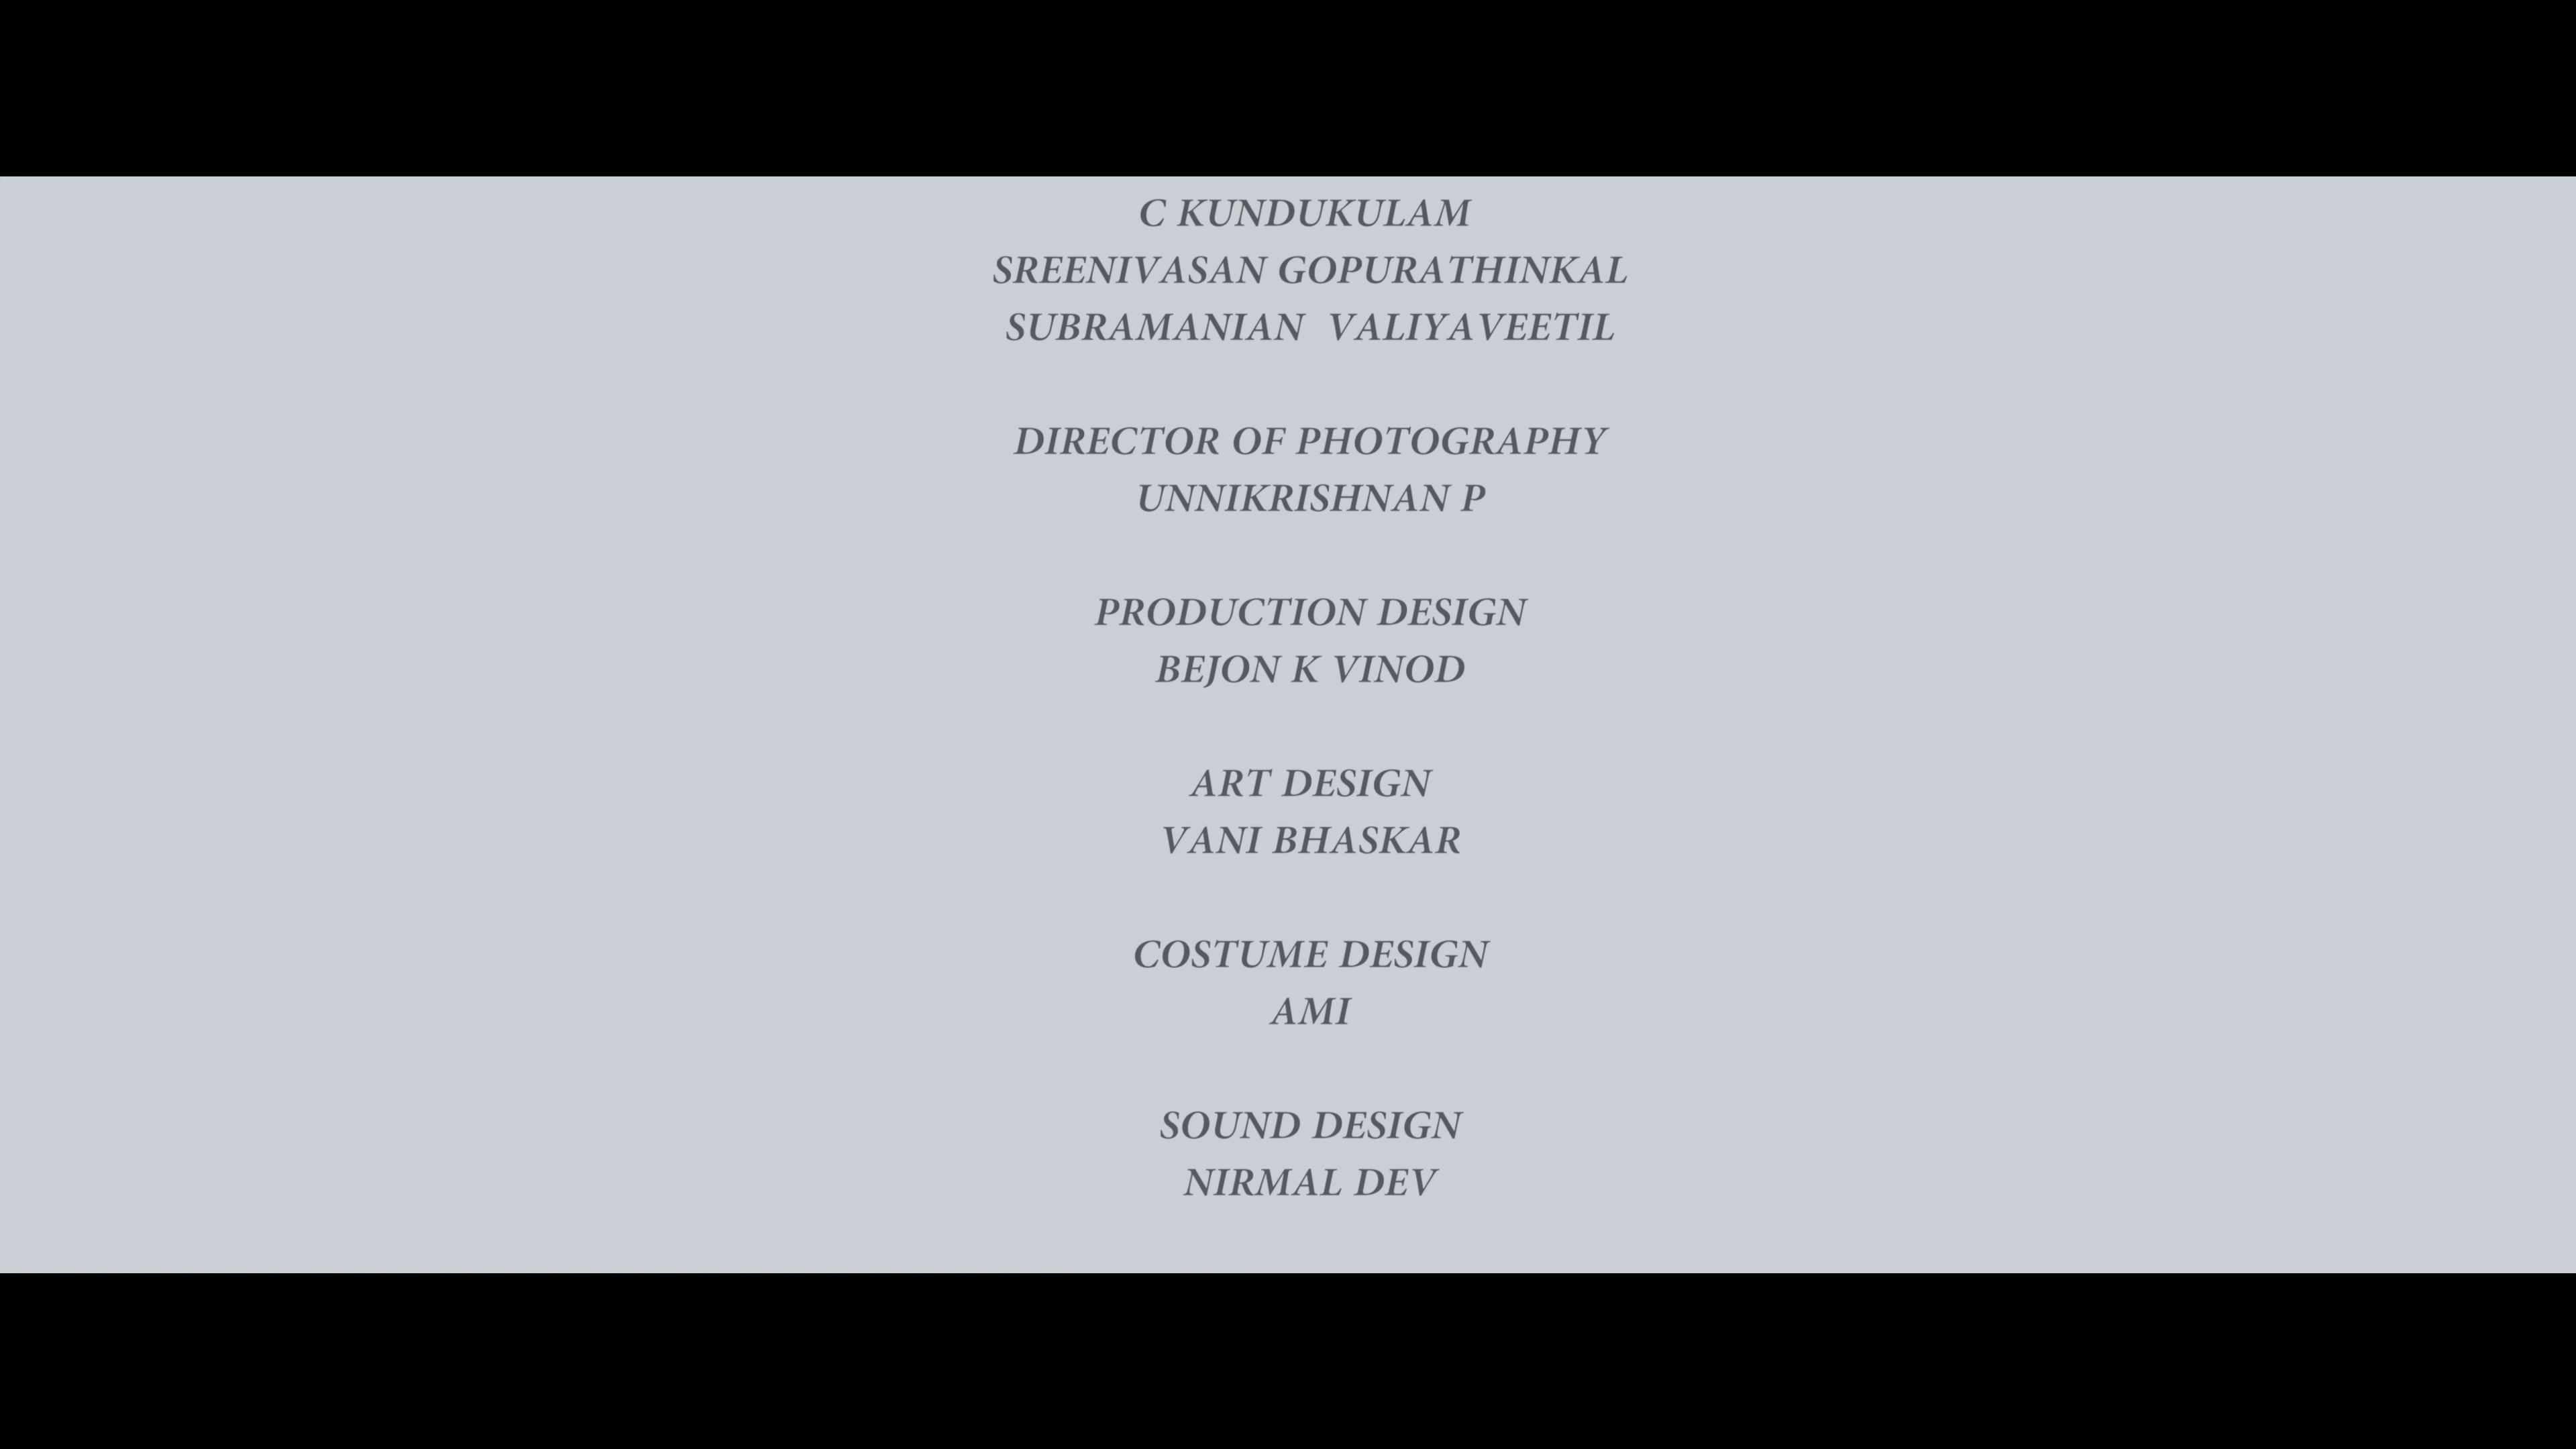 C KUNDUKULAM
SREENIVASAN GOPURATHINKAL
SUBRAMANIAN VALIYAVEETIL
DIRECTOR OF PHOTOGRAPHY
UNNIKRISHNAN P
PRODUCTION DESIGN
BEJON K VINOD
ART DESIGN
VANI BHASKAR
COSTUME DESIGN
AMI
SOUND DESIGN
NIRMAL DEV